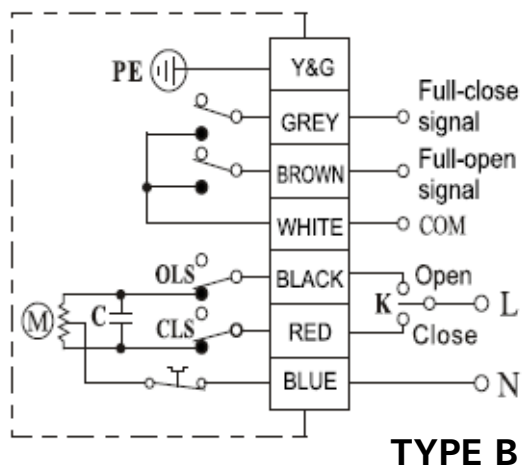 PE
Y&G
GREY
Full-close
signal
BROWN
Full-open
signal
WHITE
COM
OLS
BLACK
Open
K
L
M
C
CLS
RED
Close
BLUE
N
TYPE B